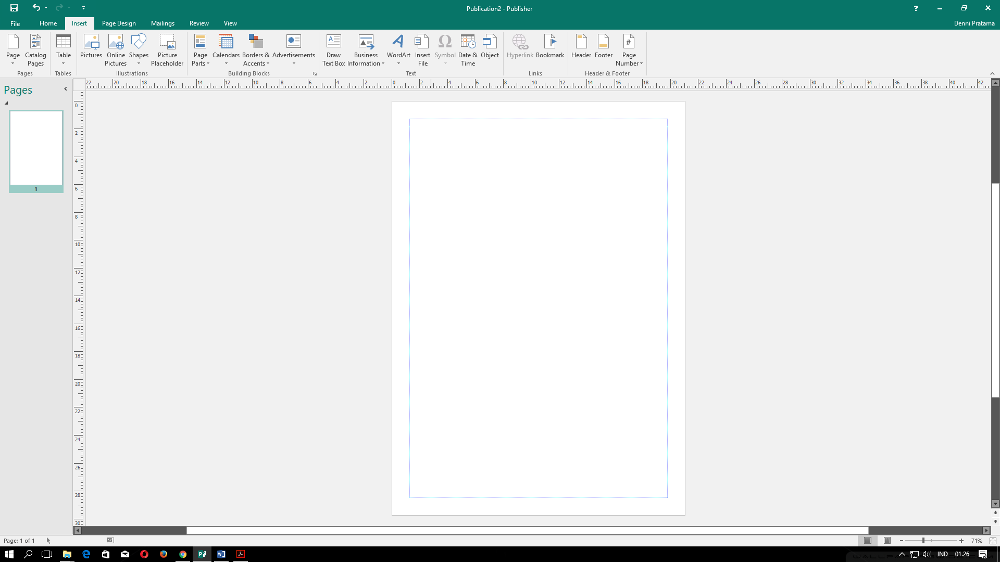 Publication2 - Publisher
?
File Home Insert Page Design Mailings Review View Denni Pratama
Page Catalog Pages Table Pictures Online Pictures Shapes Picture Placeholder Page Parts Calendars Borders & Accents Advertisements Draw Text Box Business Information WordArt Insert File Symbol Date & Time Object Hyperlink Bookmark Header Footer Page Number
Pages Tables Illustrations Building Blocks Text Links Header & Footer
Pages
22 20 18 16 14 12 10 8 6 4 2 0 2 4 6 8 10 12 14 16 18 20 22 24 26 28 30 32 34 36 38 40 42
0
2
4
6
8
10
12
14
16
18
20
22
24
26
28
30
1
Page: 1 of 1
71%
IND 01.26